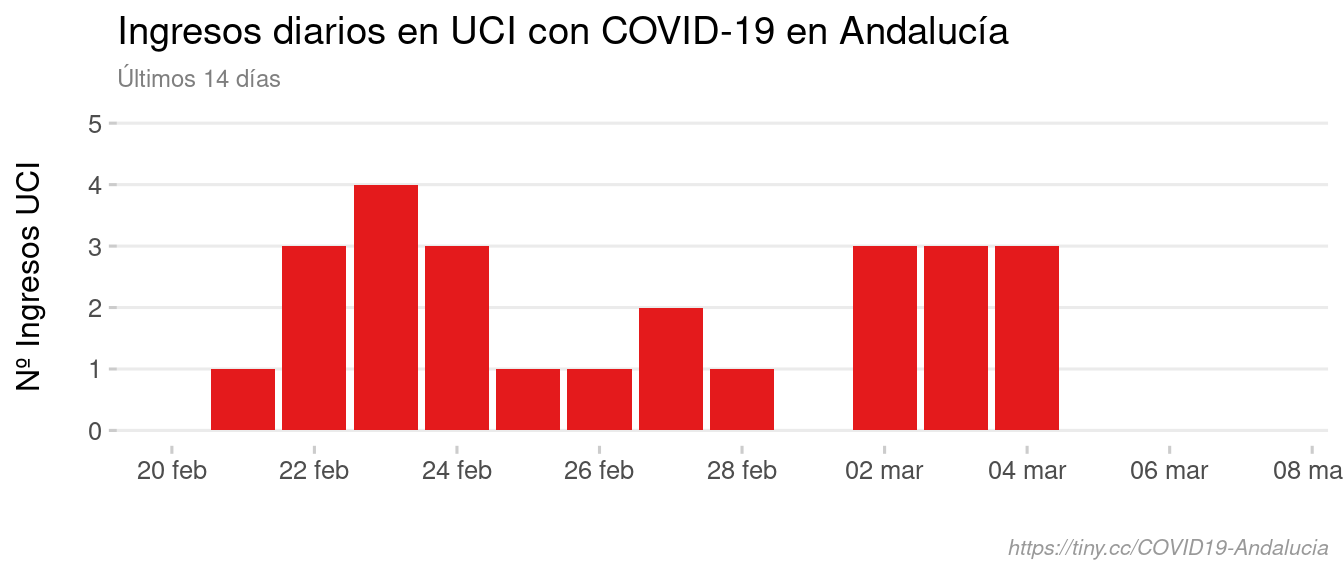 Ingresos diarios en UCI con COVID-19 en Andalucía
Últimos 14 días
Nº Ingresos UCI
5
4
3
2
1
0
20 feb 22 feb 24 feb 26 feb 28 feb 02 mar 04 mar 06 mar 08 ma
https://tiny.cc/COVID19-Andalucia